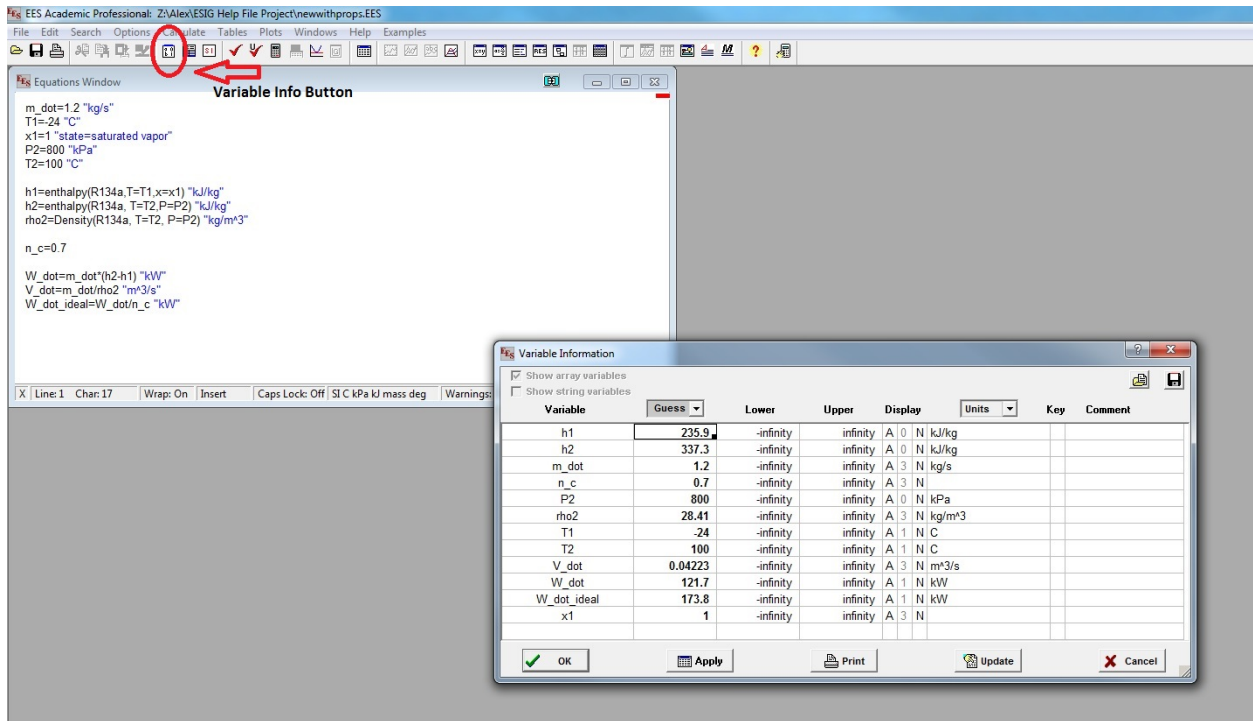 EES Academic Professional: Z:\Alex\ESIG Help File Project\newwithprops.EES
File Edit Search Options Calculate Tables Plots Windows Help Examples
Equations Window
Variable Info Button
m_dot=1.2 "kg/s"
T1=-24 "C"
x1=1 "state=saturated vapor"
P2=800 "kPa"
T2=100 "C"
h1=enthalpy(R134a,T=T1,x=x1) "kJ/kg"
h2=enthalpy(R134a, T=T2,P=P2) "kJ/kg"
rho2=Density(R134a, T=T2, P=P2) "kg/m^3"
n_c=0.7
W_dot=m_dot*(h2-h1) "kW"
V_dot=m_dot/rho2 "m^3/s"
W_dot_ideal=W_dot/n_c "kW"
X Line: 1 Char: 17 Wrap: On Insert Caps Lock: Off SI C kPa kJ mass deg Warnings:
Variable Information
Show array variables
Show string variables
Variable Guess Lower Upper Display Units Key Comment
h1 235.9 -infinity infinity A 0 N kJ/kg
h2 337.3 -infinity infinity A 0 N kJ/kg
m_dot 1.2 -infinity infinity A 3 N kg/s
n_c 0.7 -infinity infinity A 3 N
P2 800 -infinity infinity A 0 N kPa
rho2 28.41 -infinity infinity A 3 N kg/m^3
T1 -24 -infinity infinity A 1 N C
T2 100 -infinity infinity A 1 N C
V_dot 0.04223 -infinity infinity A 3 N m^3/s
W_dot 121.7 -infinity infinity A 1 N kW
W_dot_ideal 173.8 -infinity infinity A 1 N kW
x1 1 -infinity infinity A 3 N
OK Apply Print Update Cancel